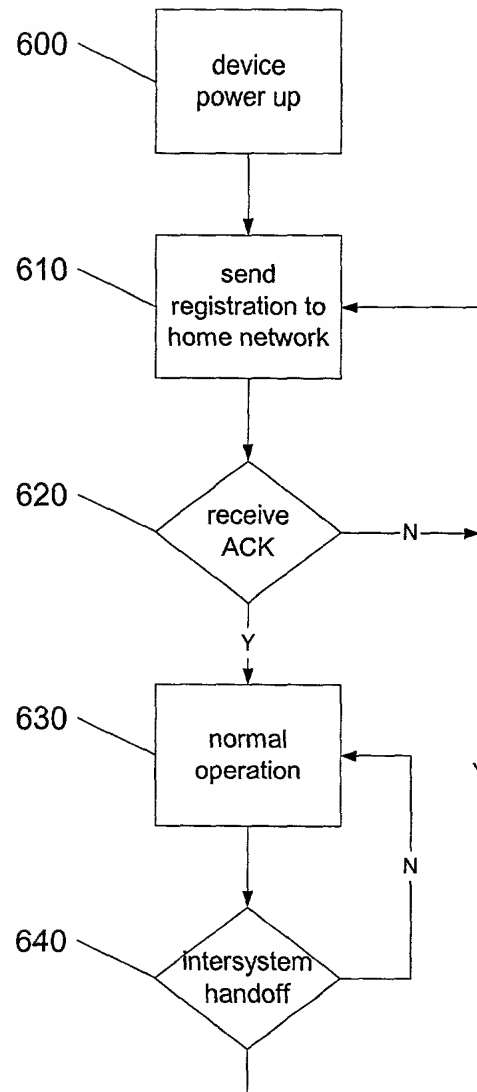 600
device
power up
610
send
registration to
home network
620
receive
ACK
N
Y
630
normal
operation
N
640
intersystem
handoff